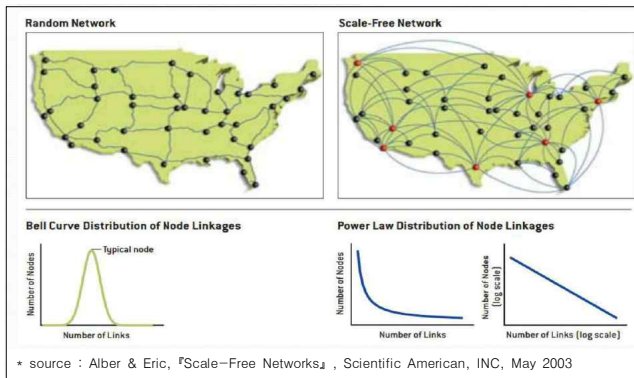 Random Network
Scale-Free Network
Bell Curve Distribution of Node Linkages
Typical node
Number of Nodes
Number of Links
Power Law Distribution of Node Linkages
Number of Nodes
Number of Links
Number of Nodes
(log scale)
Number of Links (log scale)
* source : Alber & Eric, 『Scale-Free Networks』, Scientific American, INC, May 2003